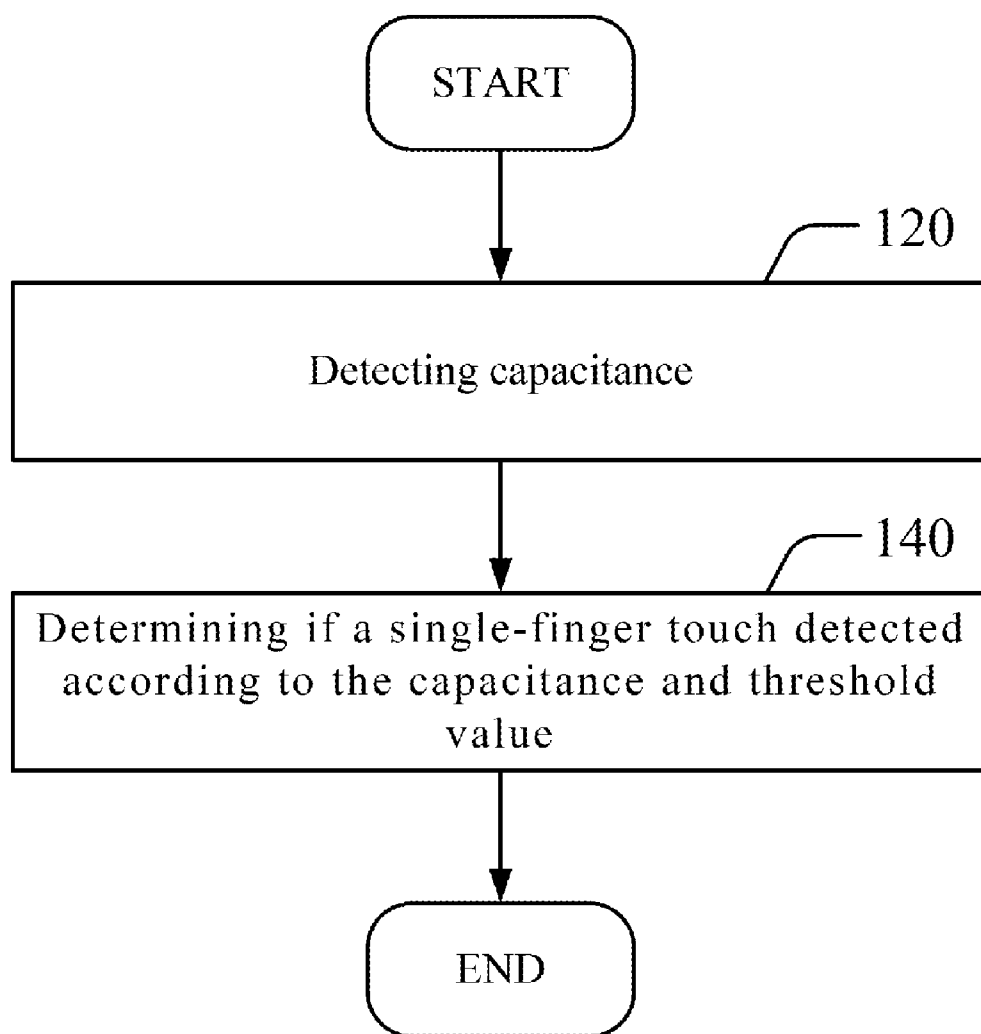 START
120
Detecting capacitance
140
Determining if a single-finger touch detected
according to the capacitance and threshold
value
END